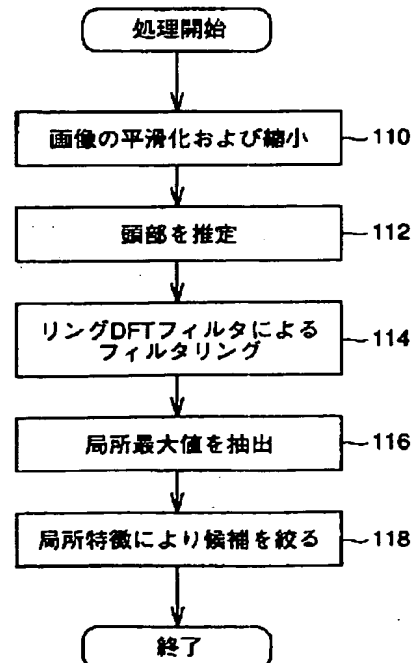 処理開始
画像の平滑化および縮小
110
頭部を推定
112
リングDFTフィルタによる
フィルタリング
114
局所最大値を抽出
116
局所特徴により候補を絞る
118
終了